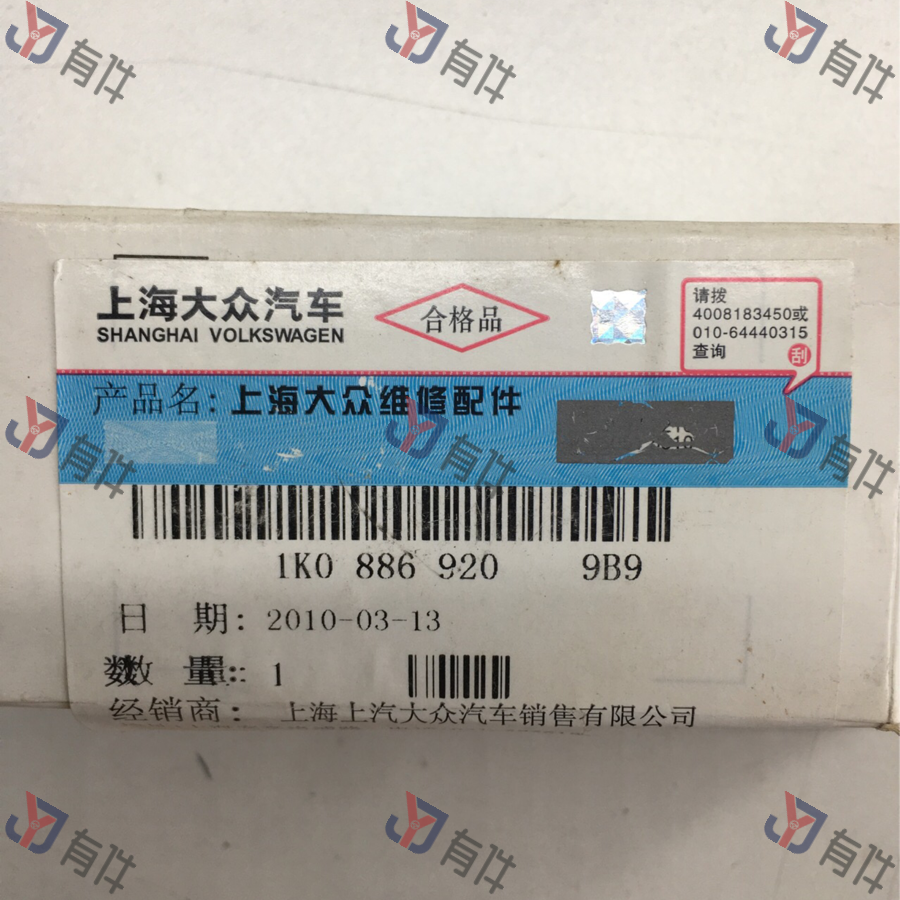 有件
有件
有件
上海大众汽车
SHANGHAI VOLKSWAGEN
合格品
请拨
4008183450或
010-64440315
查询
刮
产品名：上海大众维修配件
有件
有件
有件
1K0 886 920 9B9
日 期：2010-03-13
数 量：1
经销商：上海上汽大众汽车销售有限公司
有件
有件
有件